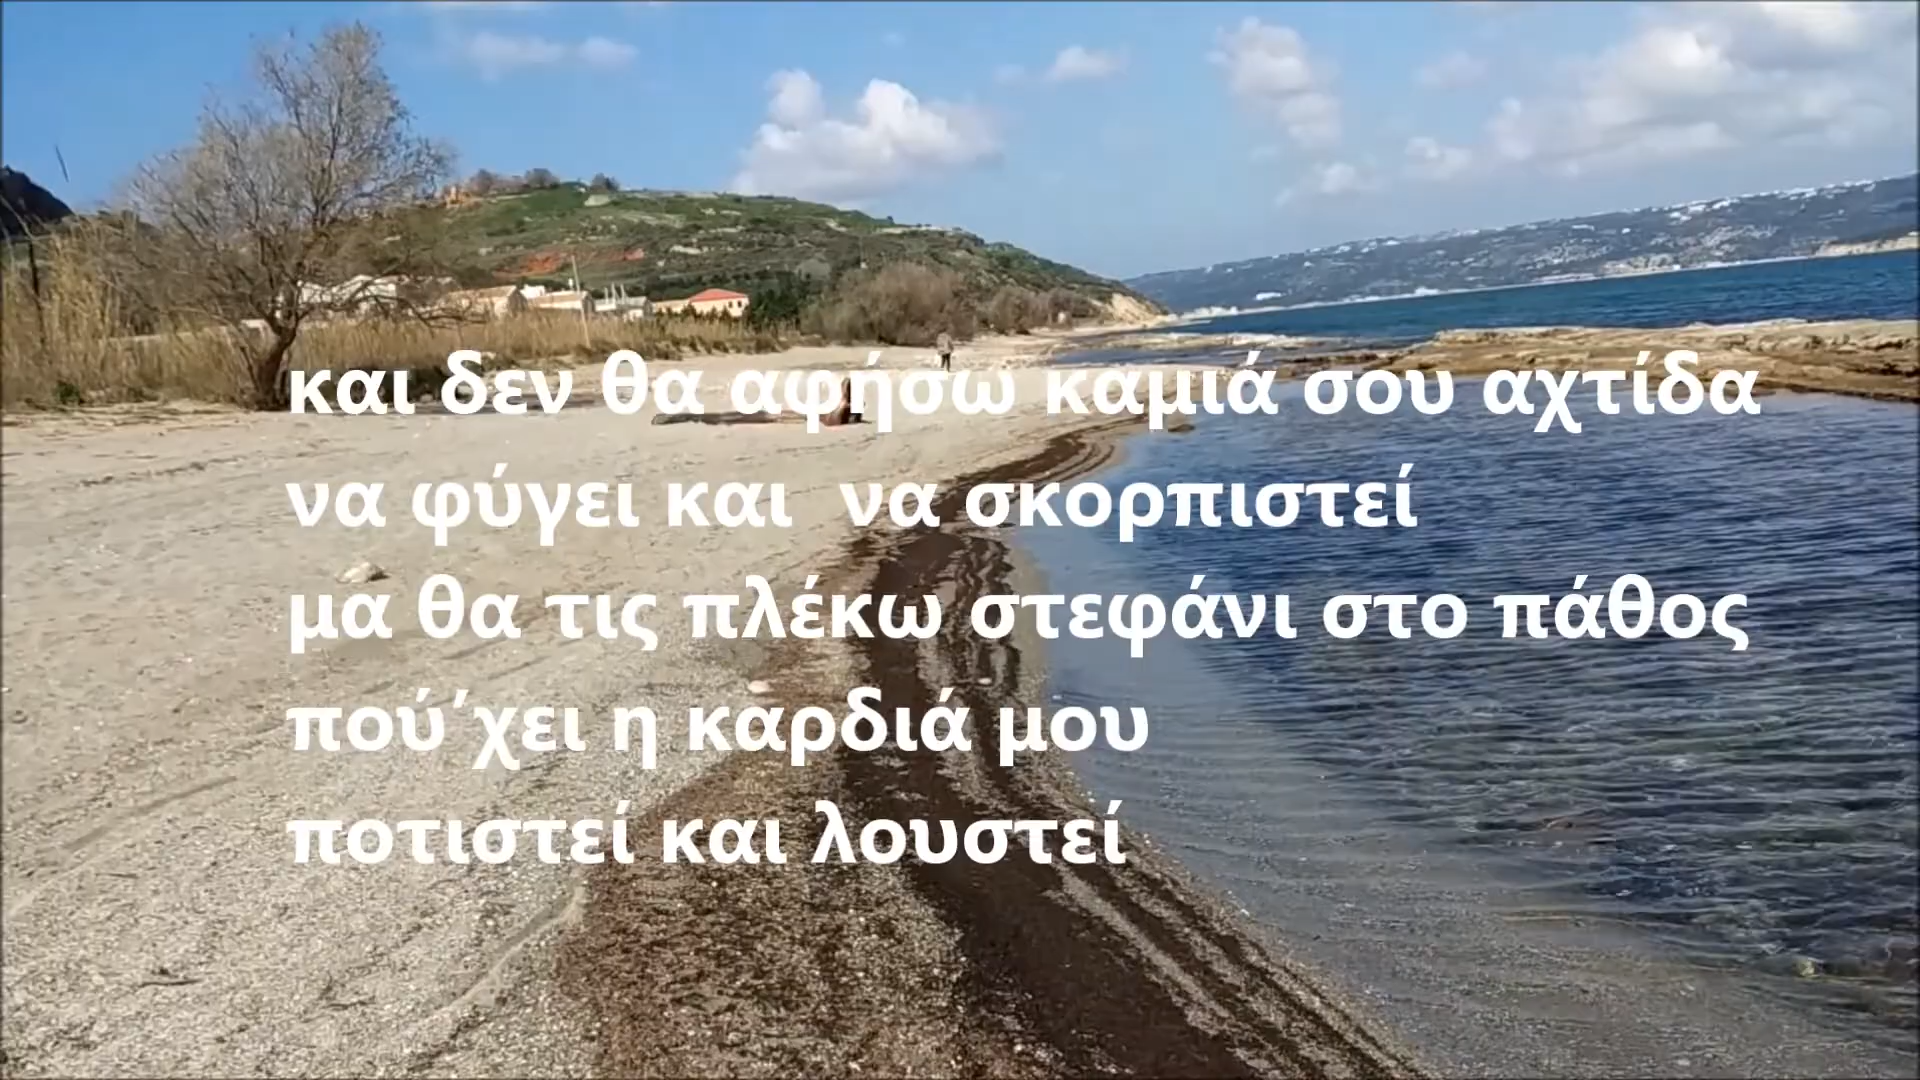 και δεν θα αφήσω καμιά σου αχτίδα
να φύγει και  να σκορπιστεί
μα θα τις πλέκω στεφάνι στο πάθος
πού΄χει η καρδιά μου
ποτιστεί και λουστεί